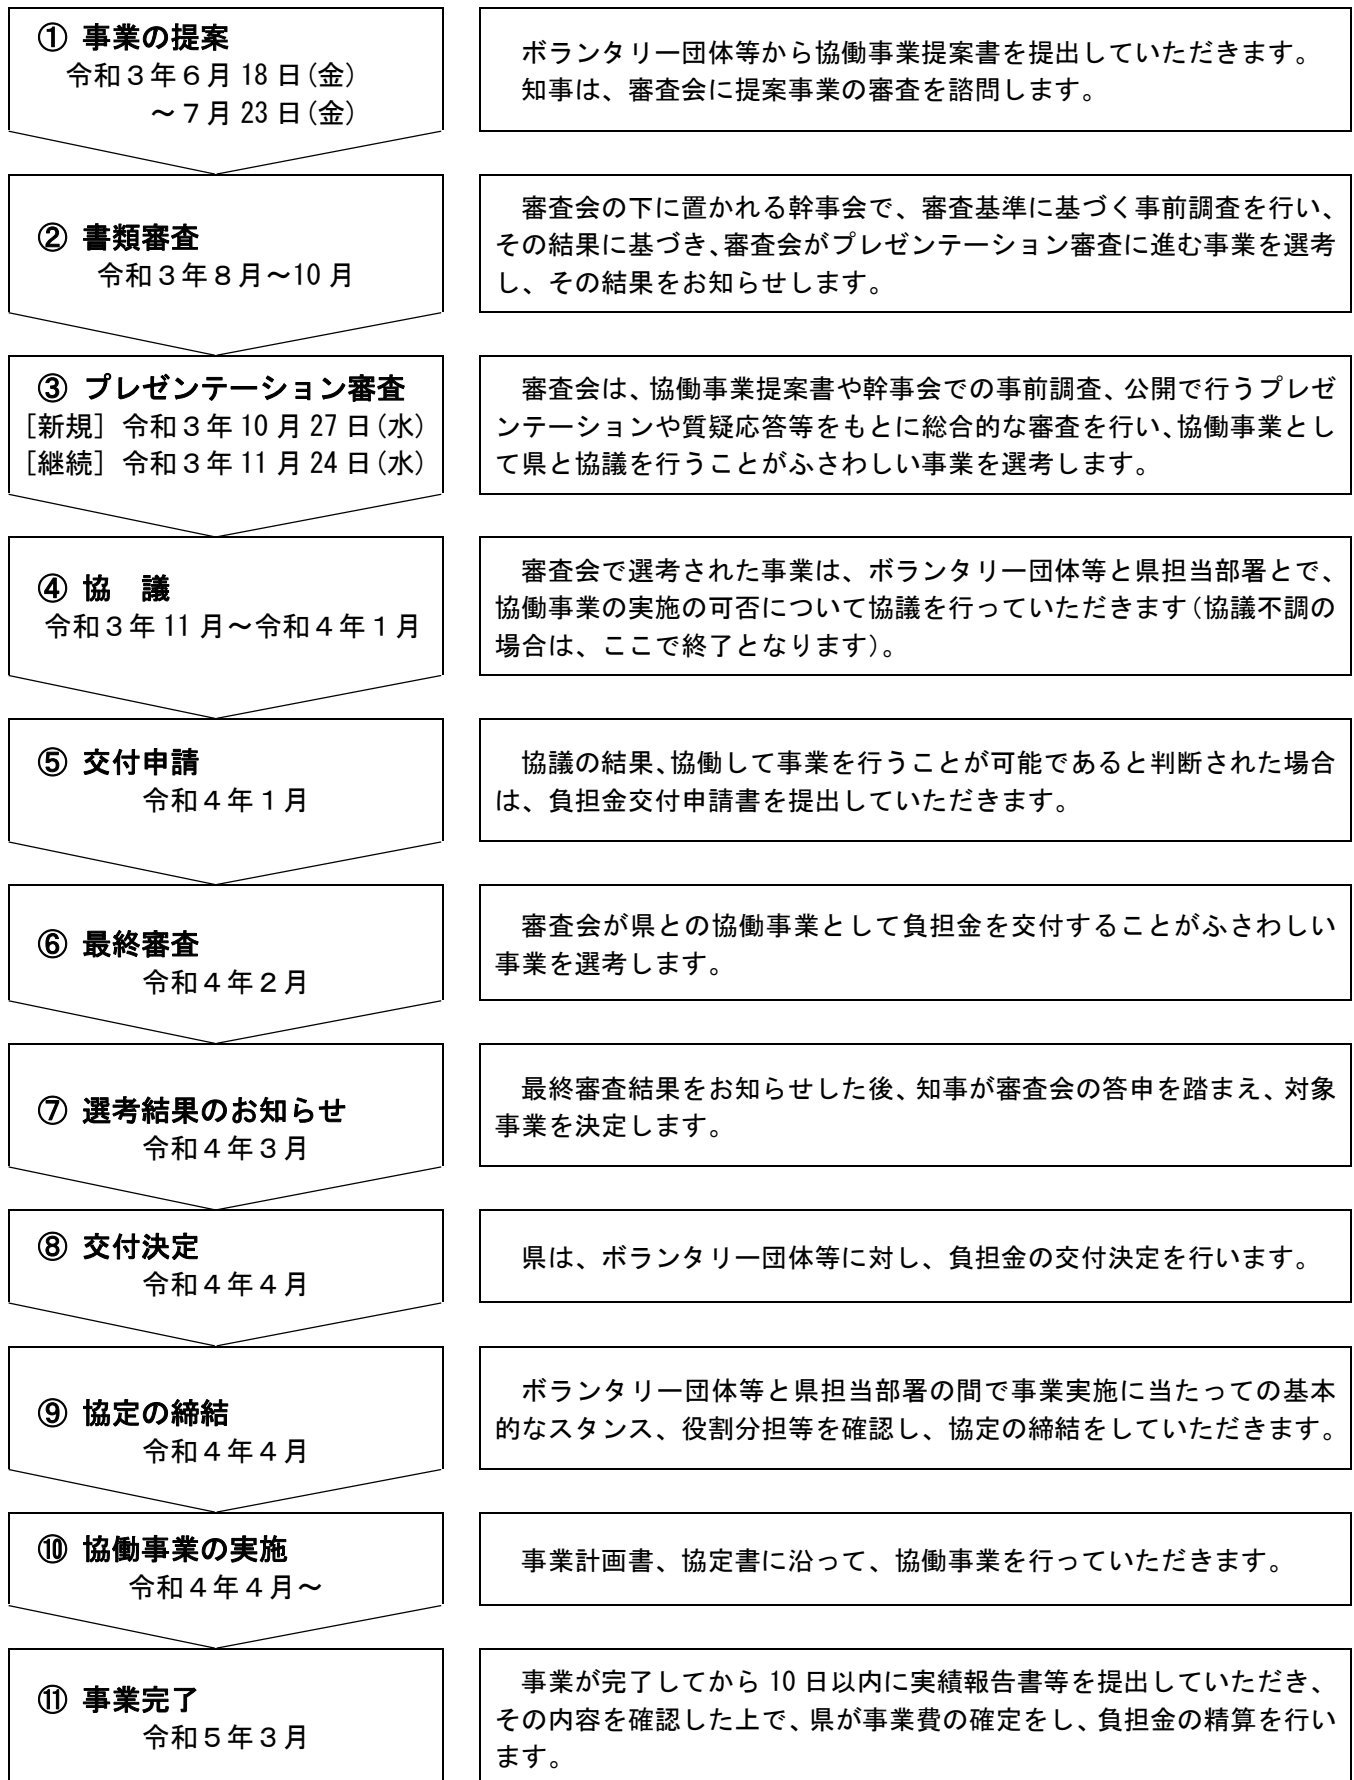 ① 事業の提案
令和３年６月 18 日(金)
～７月 23 日(金)
ボランタリー団体等から協働事業提案書を提出していただきます。
知事は、審査会に提案事業の審査を諮問します。
② 書類審査
令和３年８月～10 月
審査会の下に置かれる幹事会で、審査基準に基づく事前調査を行い、
その結果に基づき、審査会がプレゼンテーション審査に進む事業を選考
し、その結果をお知らせします。
③ プレゼンテーション審査
[新規] 令和３年 10 月 27 日(水)
[継続] 令和３年 11 月 24 日(水)
審査会は、協働事業提案書や幹事会での事前調査、公開で行うプレゼ
ンテーションや質疑応答等をもとに総合的な審査を行い、協働事業とし
て県と協議を行うことがふさわしい事業を選考します。
④ 協　議
令和３年 11 月～令和４年１月
審査会で選考された事業は、ボランタリー団体等と県担当部署とで、
協働事業の実施の可否について協議を行っていただきます(協議不調の
場合は、ここで終了となります)。
⑤ 交付申請
令和４年１月
協議の結果、協働して事業を行うことが可能であると判断された場合
は、負担金交付申請書を提出していただきます。
⑥ 最終審査
令和４年２月
審査会が県との協働事業として負担金を交付することがふさわしい
事業を選考します。
⑦ 選考結果のお知らせ
令和４年３月
最終審査結果をお知らせした後、知事が審査会の答申を踏まえ、対象
事業を決定します。
⑧ 交付決定
令和４年４月
県は、ボランタリー団体等に対し、負担金の交付決定を行います。
⑨ 協定の締結
令和４年４月
ボランタリー団体等と県担当部署の間で事業実施に当たっての基本
的なスタンス、役割分担等を確認し、協定の締結をしていただきます。
⑩ 協働事業の実施
令和４年４月～
事業計画書、協定書に沿って、協働事業を行っていただきます。
⑪ 事業完了
令和５年３月
事業が完了してから 10 日以内に実績報告書等を提出していただき、
その内容を確認した上で、県が事業費の確定をし、負担金の精算を行い
ます。